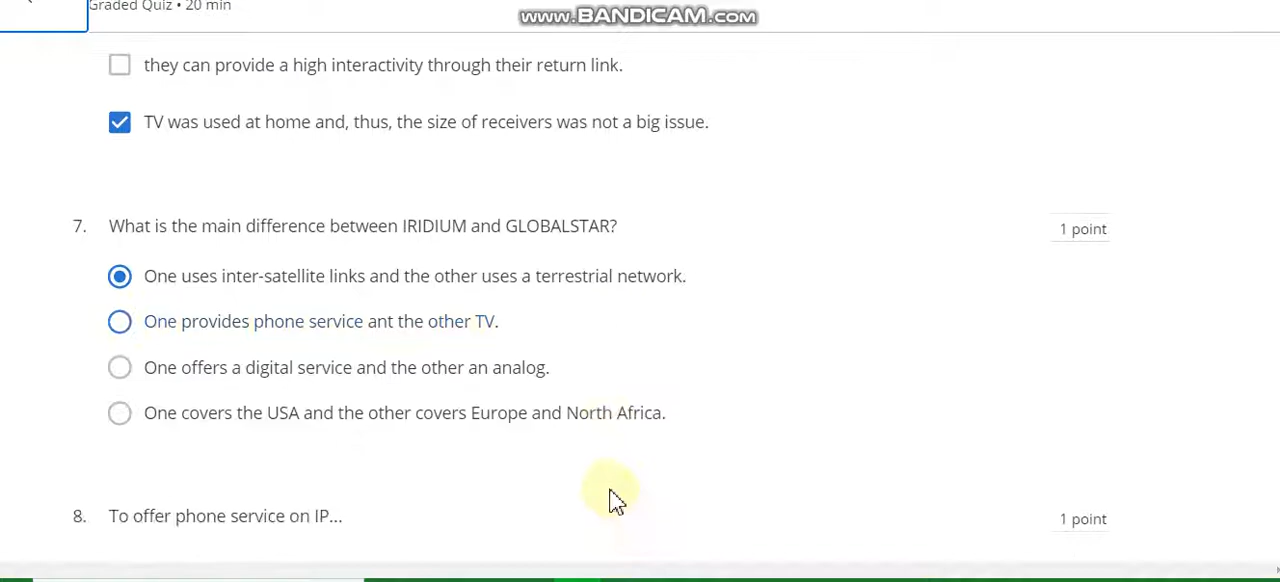 Graded Quiz • 20 min
www.BANDICAM.com
they can provide a high interactivity through their return link.
TV was used at home and, thus, the size of receivers was not a big issue.
7. What is the main difference between IRIDIUM and GLOBALSTAR?
1 point
One uses inter-satellite links and the other uses a terrestrial network.
One provides phone service ant the other TV.
One offers a digital service and the other an analog.
One covers the USA and the other covers Europe and North Africa.
8. To offer phone service on IP...
1 point